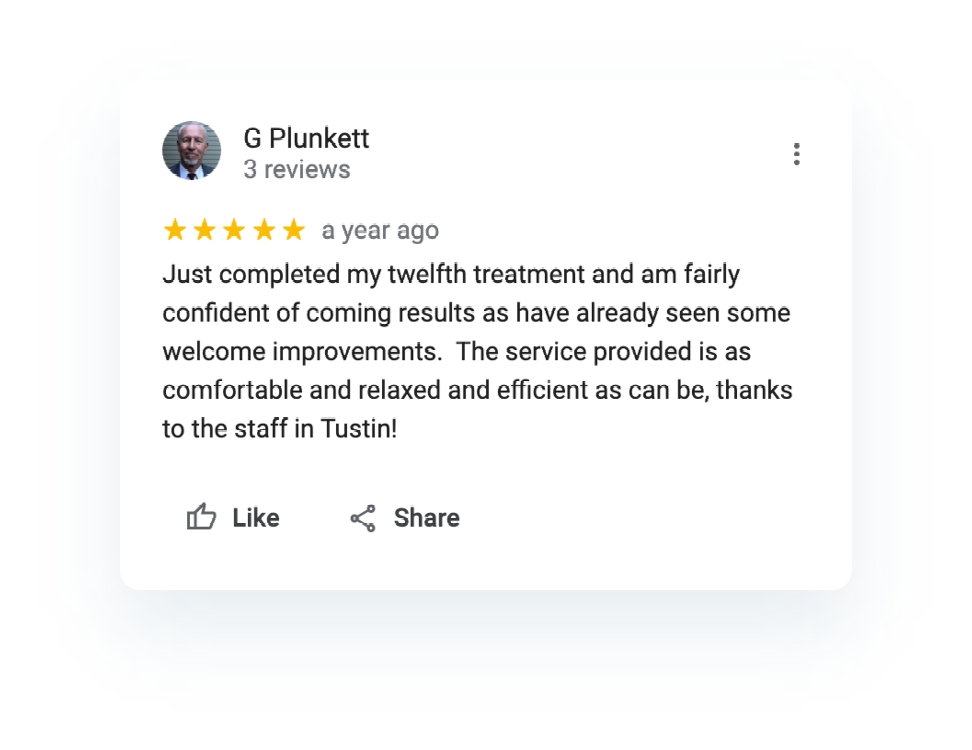 G Plunkett
3 reviews
a year ago
Just completed my twelfth treatment and am fairly
confident of coming results as have already seen some
welcome improvements.  The service provided is as
comfortable and relaxed and efficient as can be, thanks
to the staff in Tustin!
Like
Share